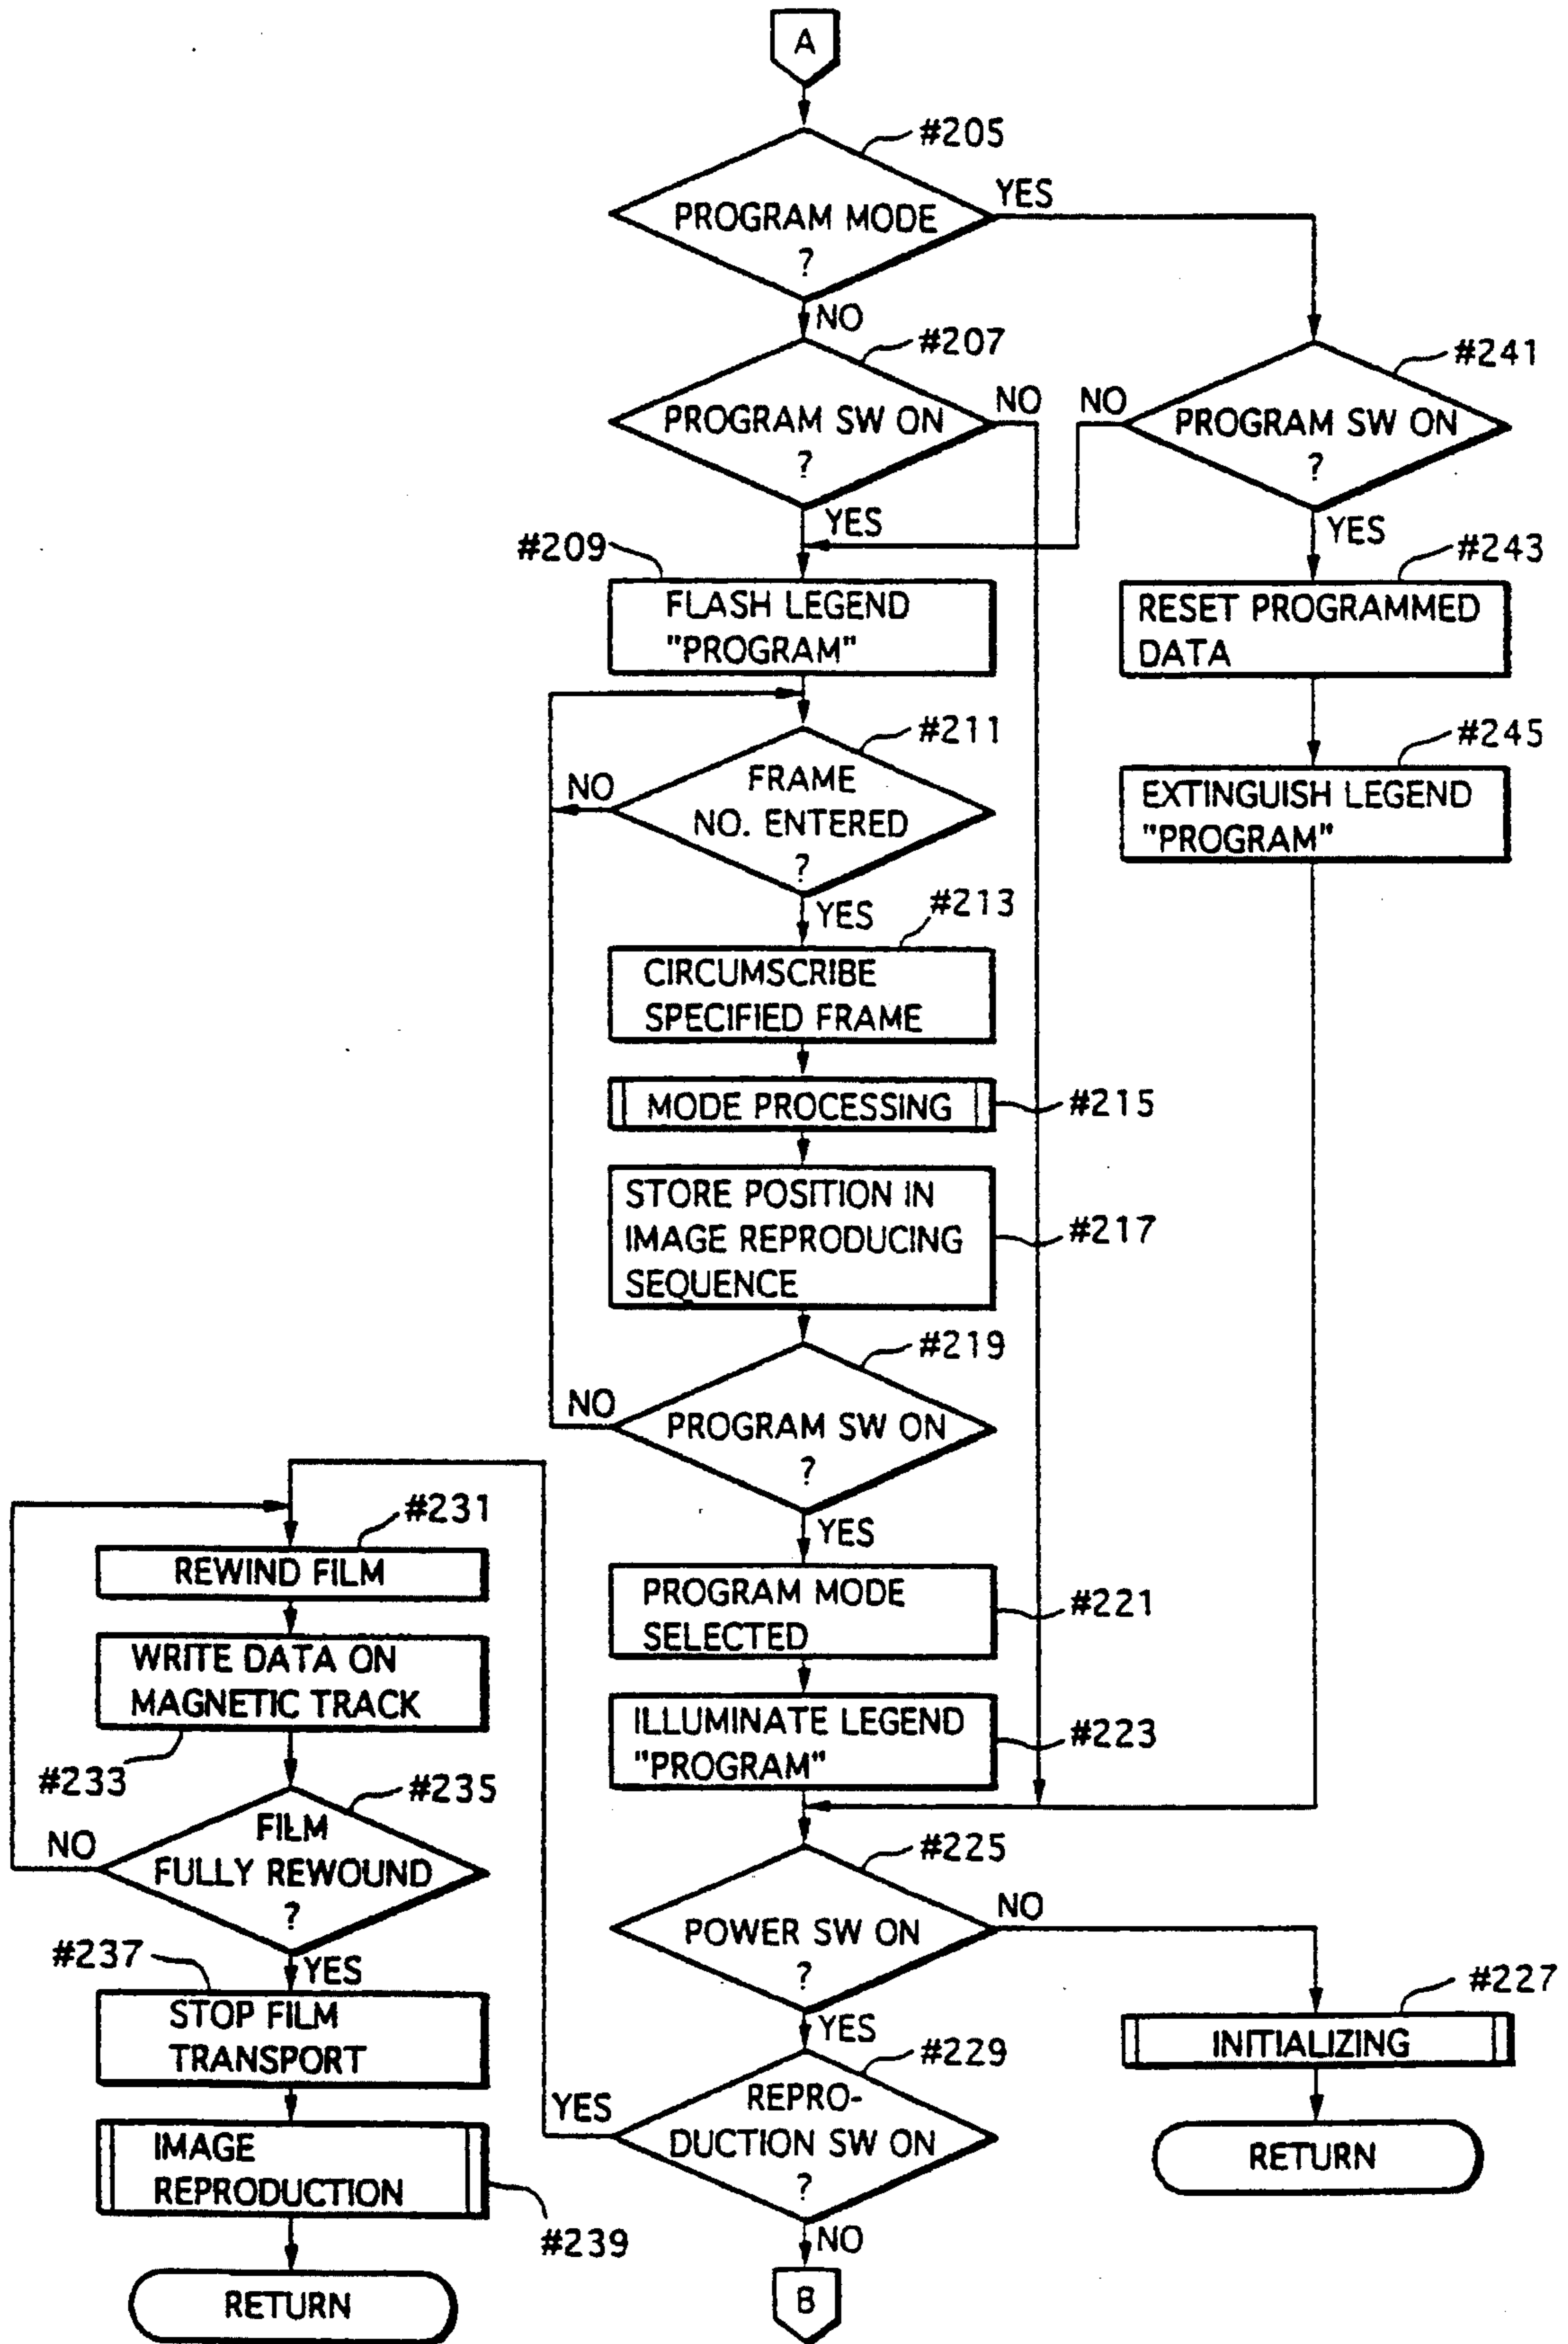 A
#205
PROGRAM MODE
?
YES
NO
#207
PROGRAM SW ON
?
NO
YES
#241
NO
PROGRAM SW ON
?
YES
#209
FLASH LEGEND
"PROGRAM"
#243
RESET PROGRAMMED
DATA
#211
FRAME
NO. ENTERED
?
NO
YES
#245
EXTINGUISH LEGEND
"PROGRAM"
#213
CIRCUMSCRIBE
SPECIFIED FRAME
MODE PROCESSING
#215
STORE POSITION IN
IMAGE REPRODUCING
SEQUENCE
#217
#219
NO
PROGRAM SW ON
?
YES
#231
REWIND FILM
PROGRAM MODE
SELECTED
#221
WRITE DATA ON
MAGNETIC TRACK
#233
ILLUMINATE LEGEND
"PROGRAM"
#223
#235
FILM
FULLY REWOUND
?
NO
YES
#225
POWER SW ON
?
NO
YES
#237
STOP FILM
TRANSPORT
#227
INITIALIZING
#229
REPRO-
DUCTION SW ON
?
YES
NO
IMAGE
REPRODUCTION
#239
RETURN
RETURN
B